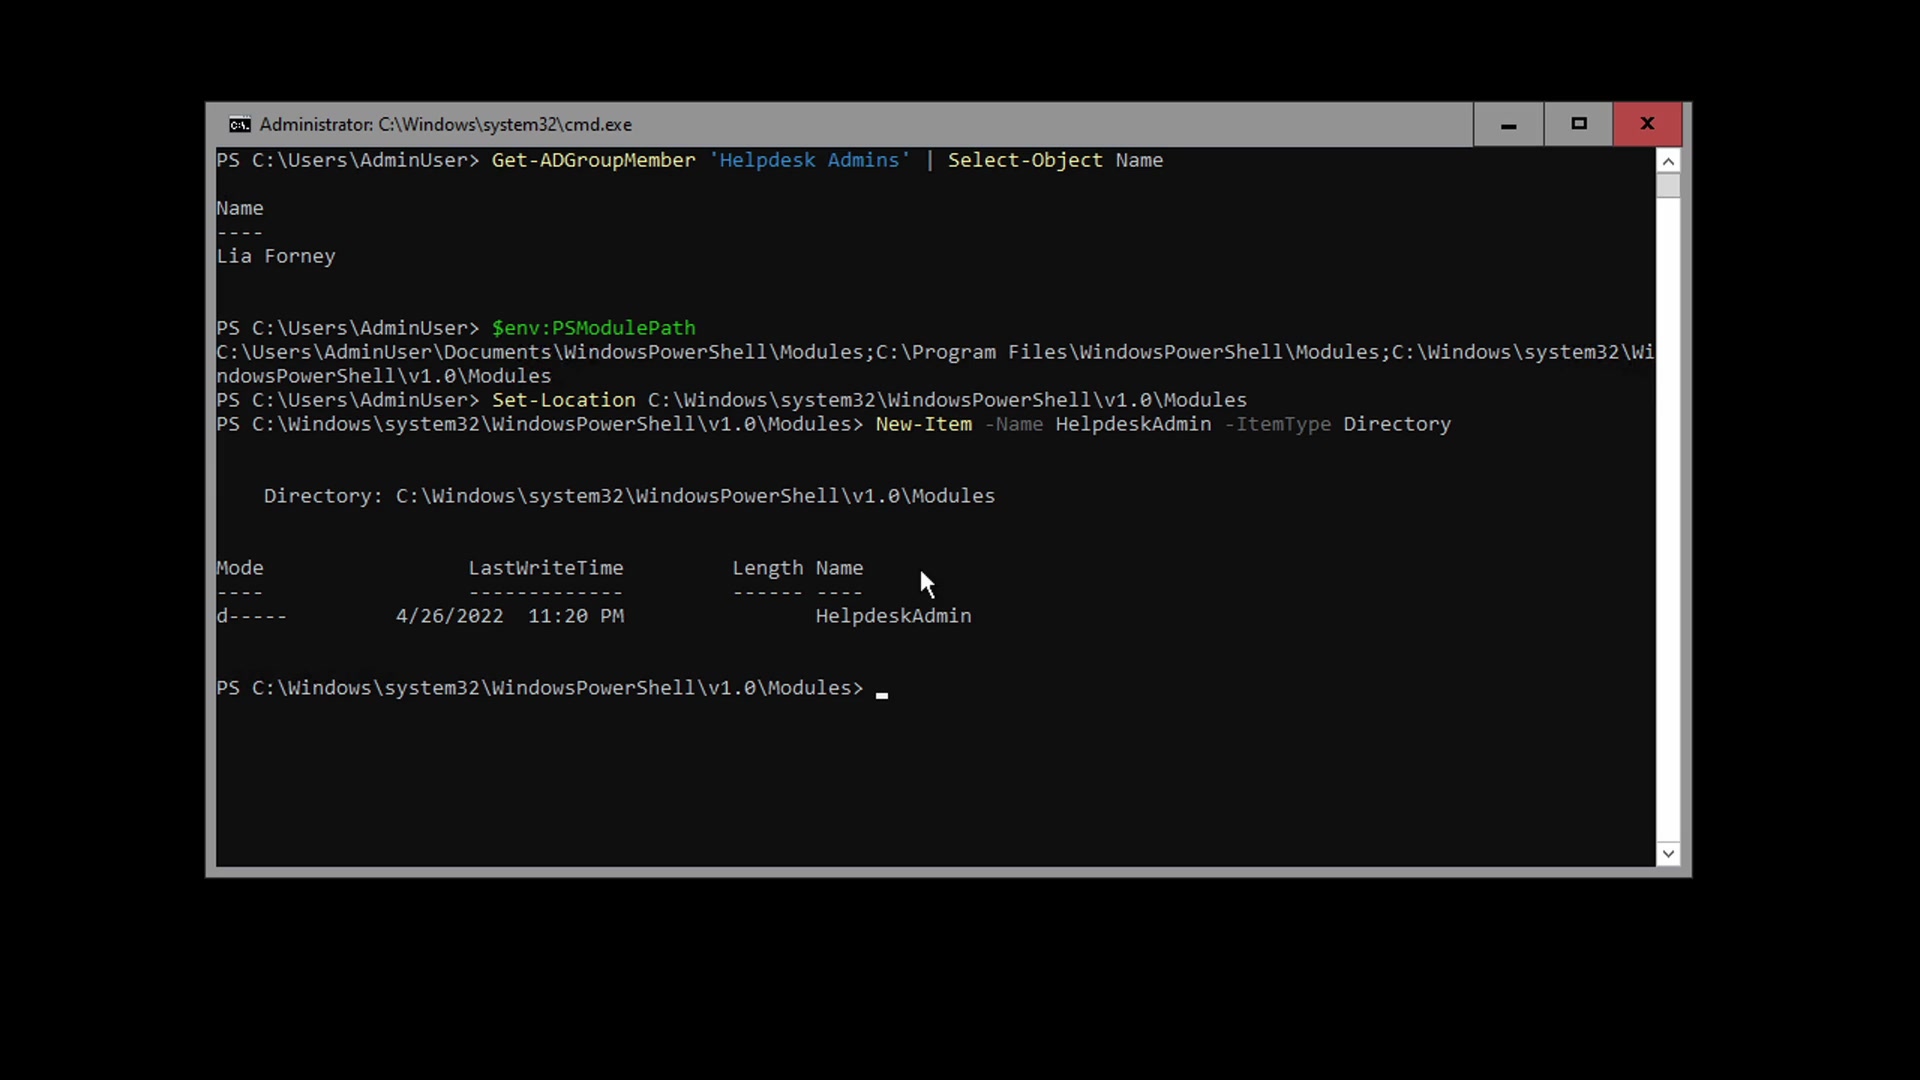 Administrator: C:\Windows\system32\cmd.exe
PS C:\Users\AdminUser> Get-ADGroupMember 'Helpdesk Admins' | Select-Object Name
Name
----
Lia Forney
PS C:\Users\AdminUser> $env:PSModulePath
C:\Users\AdminUser\Documents\WindowsPowerShell\Modules;C:\Program Files\WindowsPowerShell\Modules;C:\Windows\system32\Wi
ndowsPowerShell\v1.0\Modules
PS C:\Users\AdminUser> Set-Location C:\Windows\system32\WindowsPowerShell\v1.0\Modules
PS C:\Windows\system32\WindowsPowerShell\v1.0\Modules> New-Item -Name HelpdeskAdmin -ItemType Directory
    Directory: C:\Windows\system32\WindowsPowerShell\v1.0\Modules
Mode                 LastWriteTime         Length Name
----                 -------------         ------ ----
d-----         4/26/2022  11:20 PM                HelpdeskAdmin
PS C:\Windows\system32\WindowsPowerShell\v1.0\Modules>